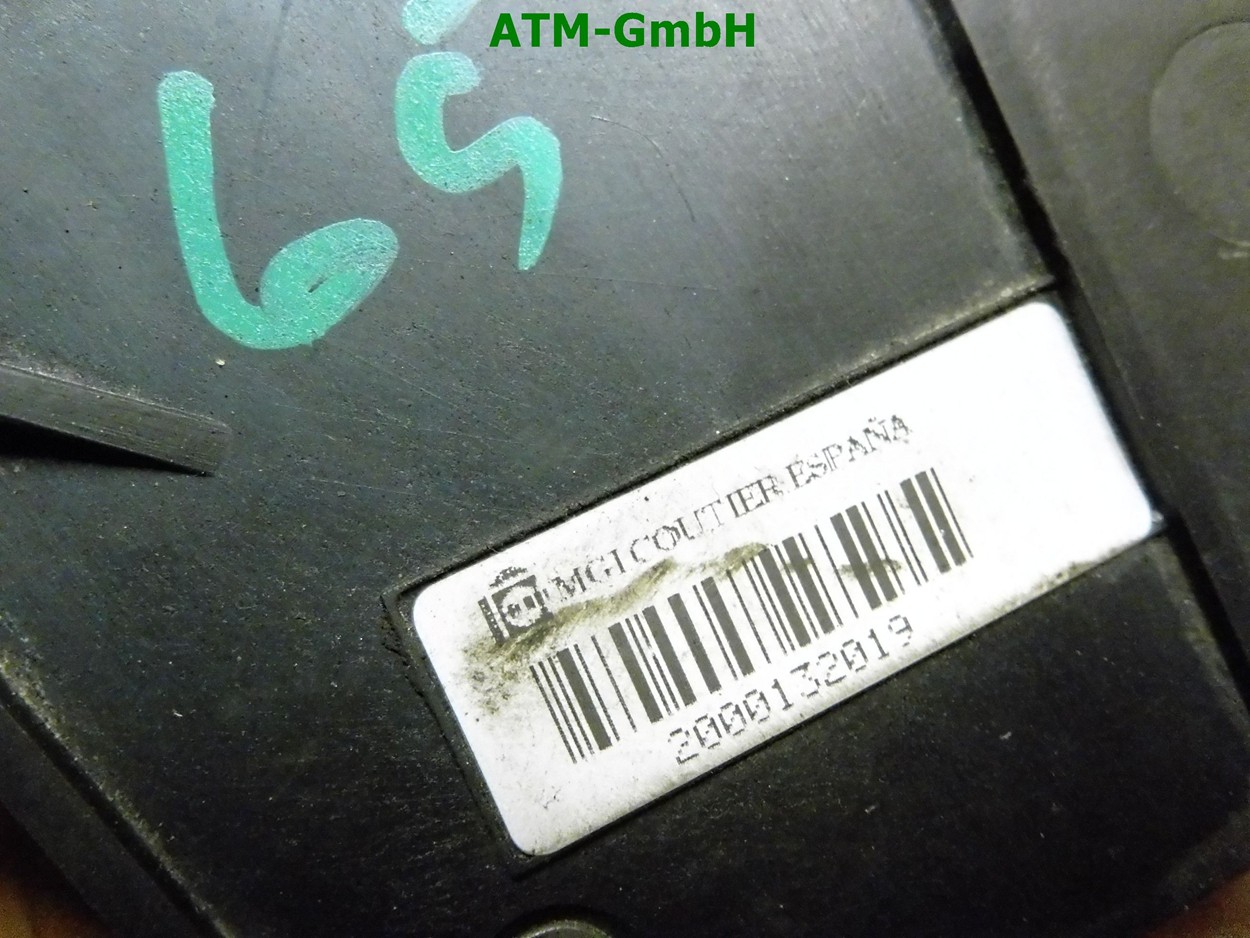 ATM-GmbH
65
MGI COUTIER ESPAÑA
2000132019